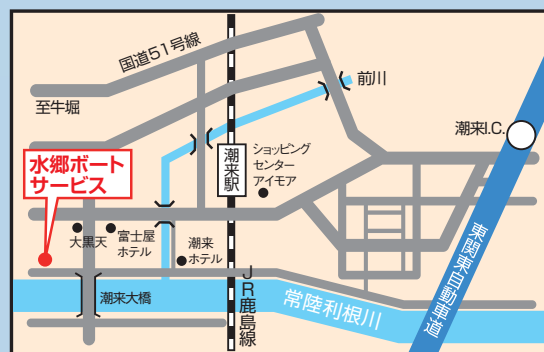 国道51号線
至牛堀
前川
潮来I.C.
水郷ボート
サービス
潮来駅
ショッピング
センター
アイモア
大黒天
富士屋
ホテル
潮来
ホテル
潮来大橋
JR鹿島線
常陸利根川
東関東自動車道